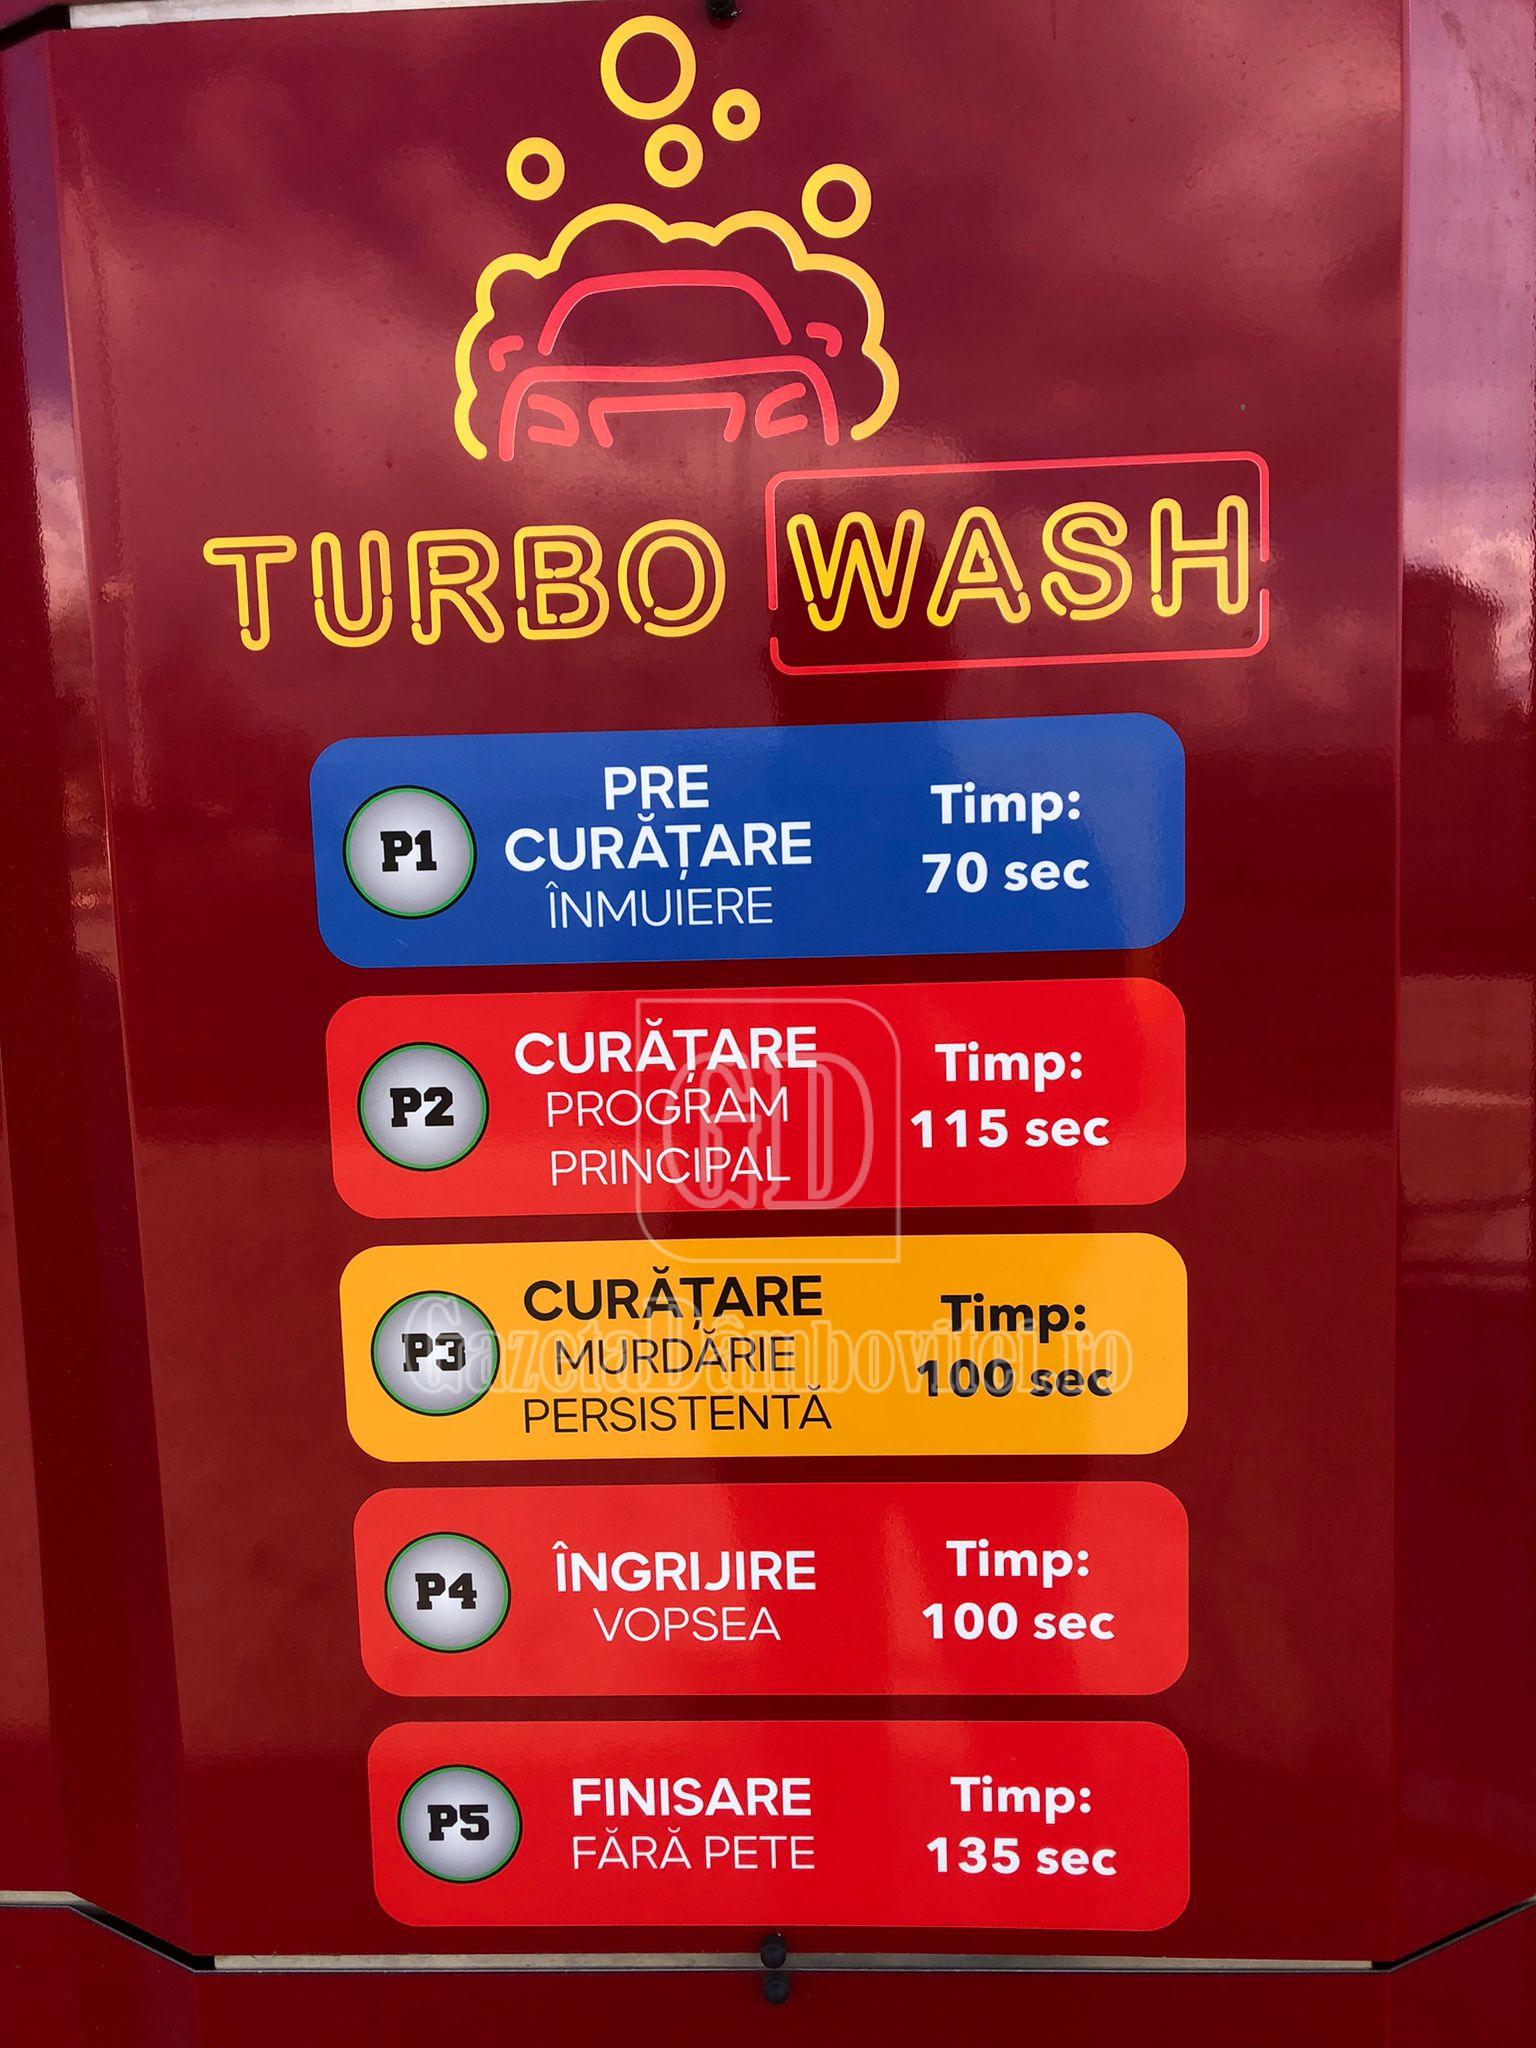 TURBO WASH
P1
PRE
CURĂȚARE
ÎNMUIERE
Timp:
70 sec
P2
CURĂȚARE
PROGRAM
PRINCIPAL
Timp:
115 sec
GD
P3
CURĂȚARE
MURDĂRIE
PERSISTENTĂ
Timp:
100 sec
GazetaDâmboviței.ro
P4
ÎNGRIJIRE
VOPSEA
Timp:
100 sec
P5
FINISARE
FĂRĂ PETE
Timp:
135 sec